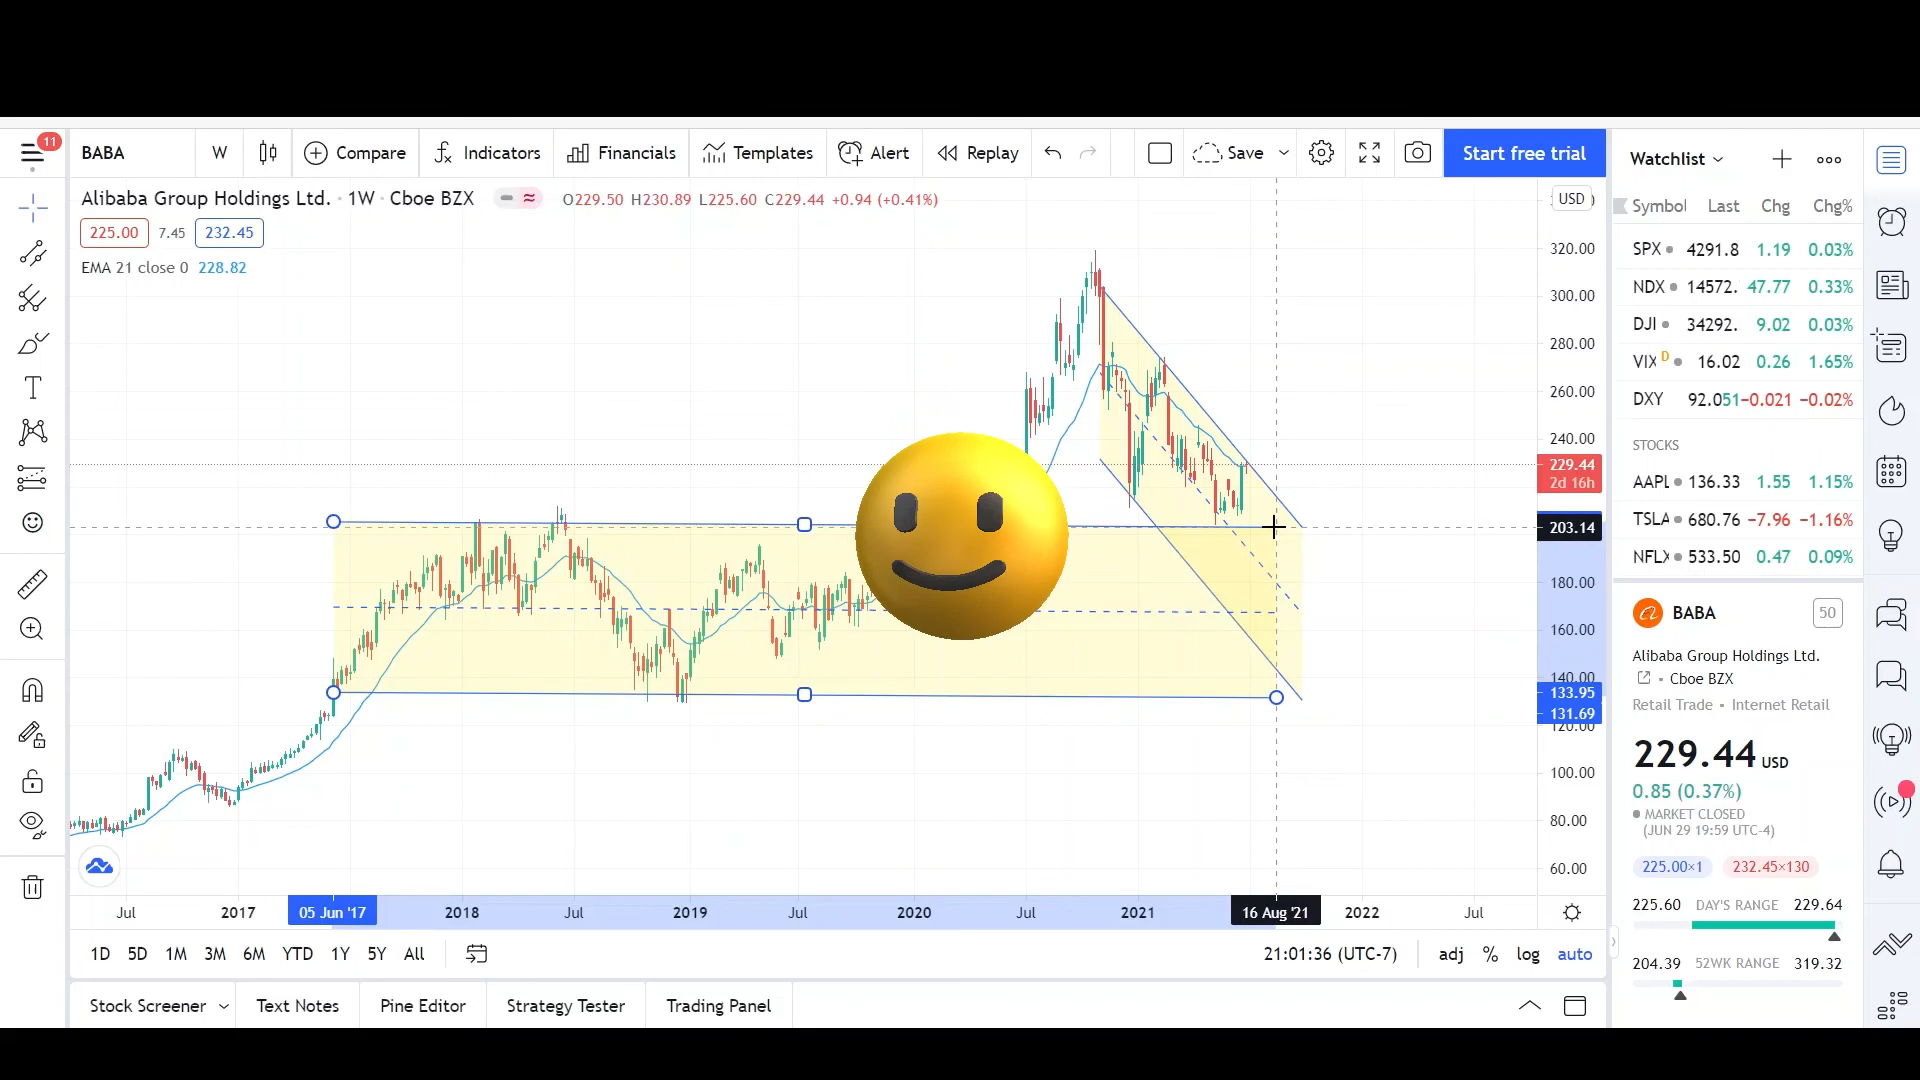 11
BABA
W
Compare
Indicators
Financials
Templates
Alert
Replay
Save
Start free trial
Watchlist
Alibaba Group Holdings Ltd. · 1W · Cboe BZX
O229.50 H230.89 L225.60 C229.44 +0.94 (+0.41%)
225.00 7.45 232.45
EMA 21 close 0 228.82
USD
320.00
300.00
280.00
260.00
240.00
229.44
2d 16h
203.14
180.00
160.00
140.00
133.95
131.69
120.00
100.00
80.00
60.00
Jul 2017 05 Jun '17 2018 Jul 2019 Jul 2020 Jul 2021 16 Aug '21 2022 Jul
1D 5D 1M 3M 6M YTD 1Y 5Y All
21:01:36 (UTC-7)
adj % log auto
Stock Screener
Text Notes
Pine Editor
Strategy Tester
Trading Panel
Symbol Last Chg Chg%
SPX 4291.8 1.19 0.03%
NDX 14572. 47.77 0.33%
DJI 34292. 9.02 0.03%
VIX D 16.02 0.26 1.65%
DXY 92.051 −0.021 −0.02%
STOCKS
AAPL 136.33 1.55 1.15%
TSLA 680.76 −7.96 −1.16%
NFLX 533.50 0.47 0.09%
BABA 50
Alibaba Group Holdings Ltd.
Cboe BZX
Retail Trade • Internet Retail
229.44 USD
0.85 (0.37%)
MARKET CLOSED
(JUN 29 19:59 UTC-4)
225.00×1 232.45×130
225.60 DAY'S RANGE 229.64
204.39 52WK RANGE 319.32